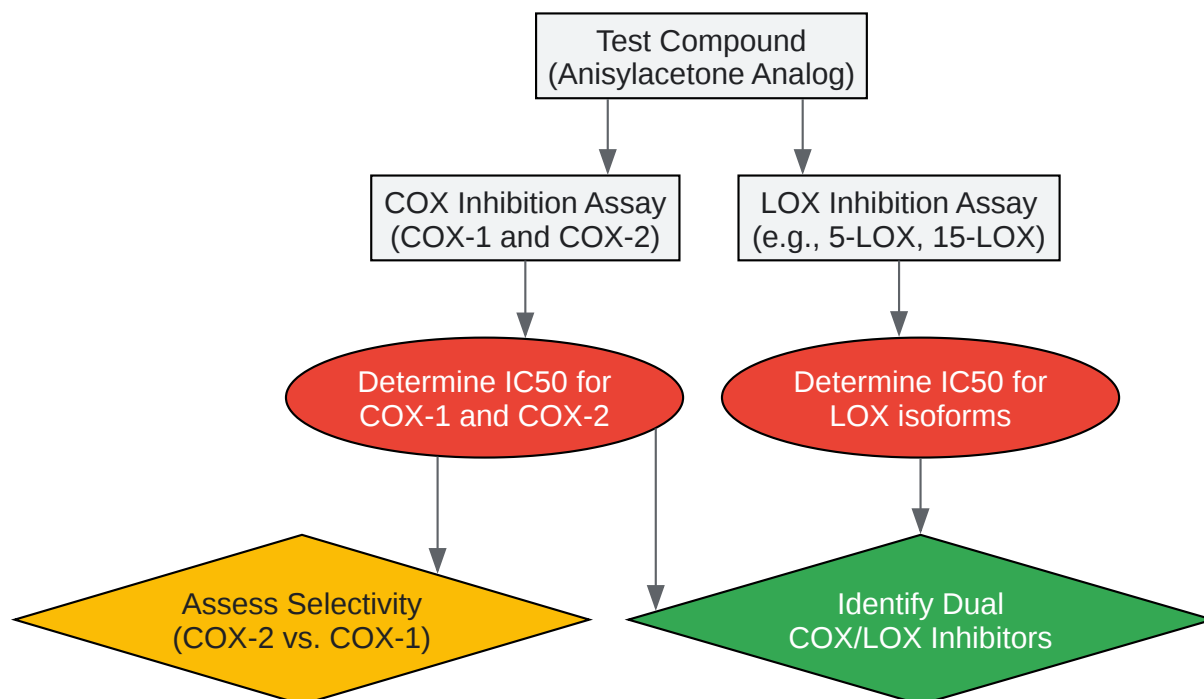 Test Compound
(Anisylacetone Analog)
COX Inhibition Assay
(COX-1 and COX-2)
LOX Inhibition Assay
(e.g., 5-LOX, 15-LOX)
Determine IC50 for
COX-1 and COX-2
Determine IC50 for
LOX isoforms
Assess Selectivity
(COX-2 vs. COX-1)
Identify Dual
COX/LOX Inhibitors